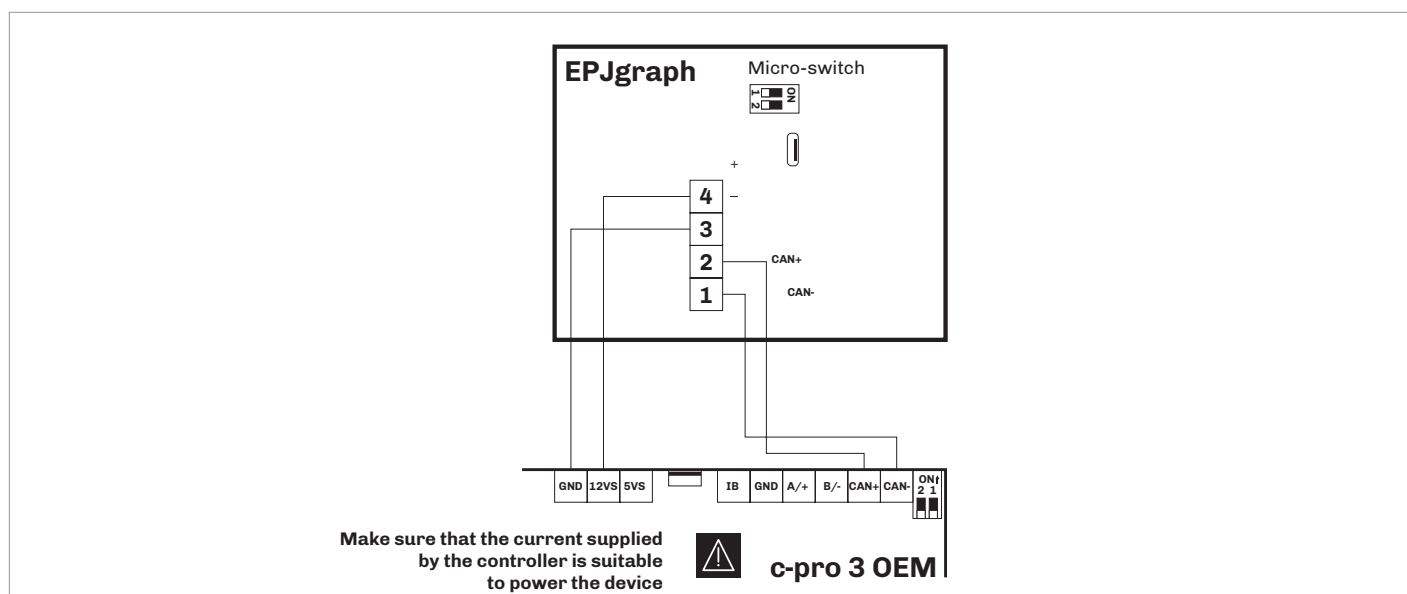 EPJgraph
Micro-switch
1 2 ON
+
4 –
3
2 CAN+
1 CAN-
GND 12VS 5VS IB GND A/+ B/- CAN+ CAN- ON↑
2 1
Make sure that the current supplied
by the controller is suitable
to power the device
c-pro 3 OEM